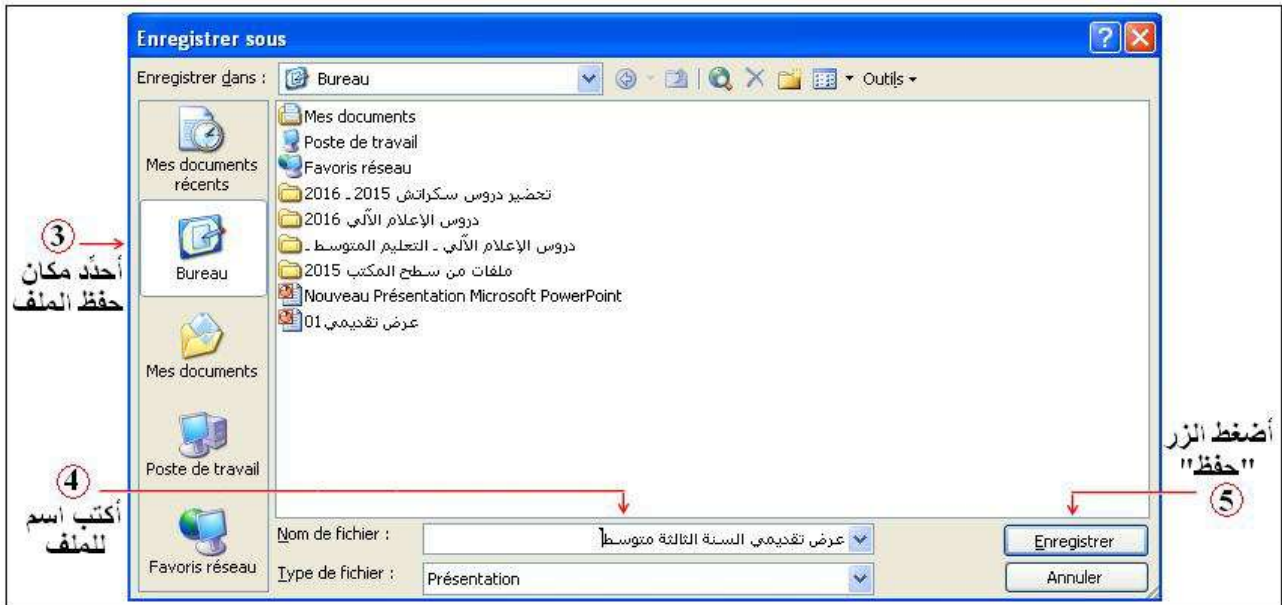 Enregistrer sous
Enregistrer dans :
Bureau
Outils
Mes documents récents
Bureau
Mes documents
Poste de travail
Favoris réseau
Mes documents
Poste de travail
Favoris réseau
تحضير دروس سكراتش 2015 ـ 2016
دروس الإعلام الآلي 2016
دروس الإعلام الآلي ـ التعليم المتوسط ـ
ملفات من سطح المكتب 2015
Nouveau Présentation Microsoft PowerPoint
عرض تقديمي 01
3
أحدّد مكان
حفظ الملف
4
أكتب اسم
للملف
أضغط الزر
"حفظ"
5
Nom de fichier :
عرض تقديمي السنة الثالثة متوسط
Enregistrer
Type de fichier :
Présentation
Annuler